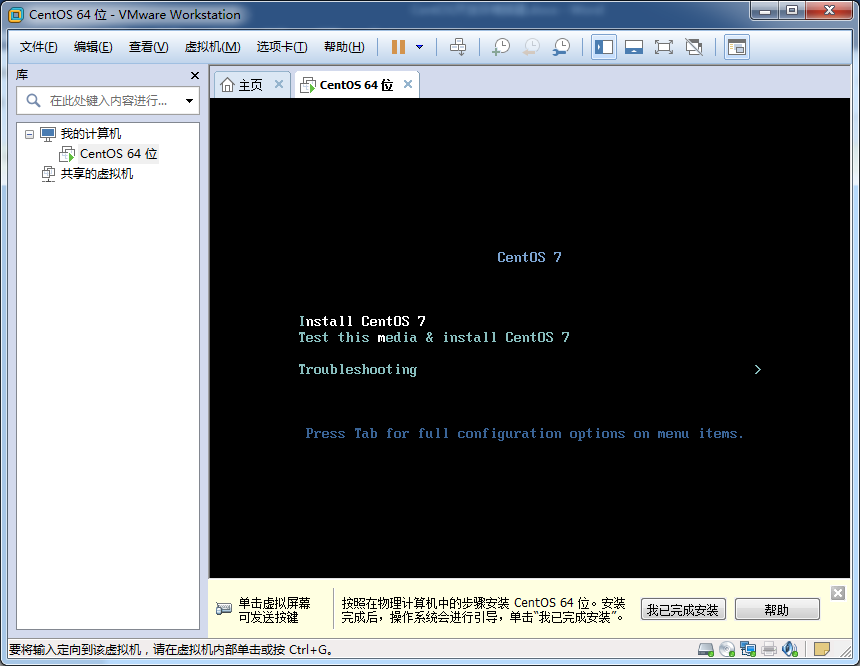 CentOS 64 位 - VMware Workstation
文件(F) 编辑(E) 查看(V) 虚拟机(M) 选项卡(T) 帮助(H)
库
在此处键入内容进行...
我的计算机
CentOS 64 位
共享的虚拟机
主页 CentOS 64 位
CentOS 7
Install CentOS 7
Test this media & install CentOS 7
Troubleshooting >
Press Tab for full configuration options on menu items.
单击虚拟屏幕
可发送按键
按照在物理计算机中的步骤安装 CentOS 64 位。安装
完成后，操作系统会进行引导，单击“我已完成安装”。
我已完成安装 帮助
要将输入定向到该虚拟机，请在虚拟机内部单击或按 Ctrl+G。